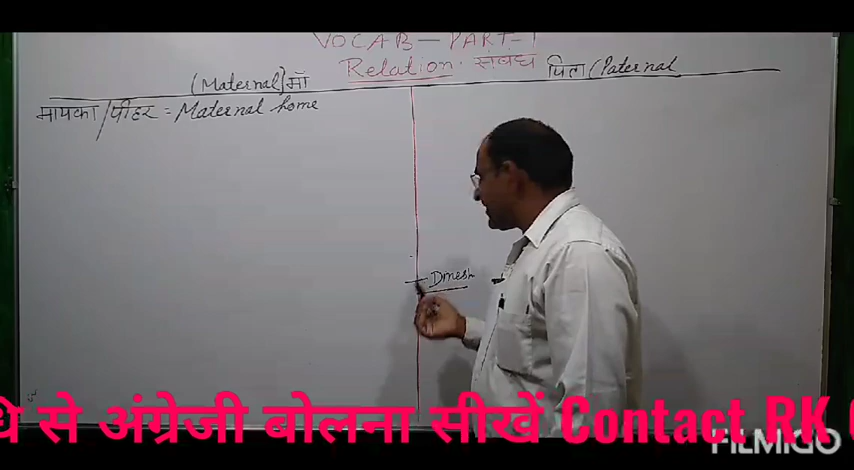 VOCAB — PART-1
Relation. संबंध
(Maternal) माँ
पिता (Paternal
मायका/पीहर = Maternal home
Dinesh
धि से अंग्रेजी बोलना सीखें Contact RK
FILMIGO